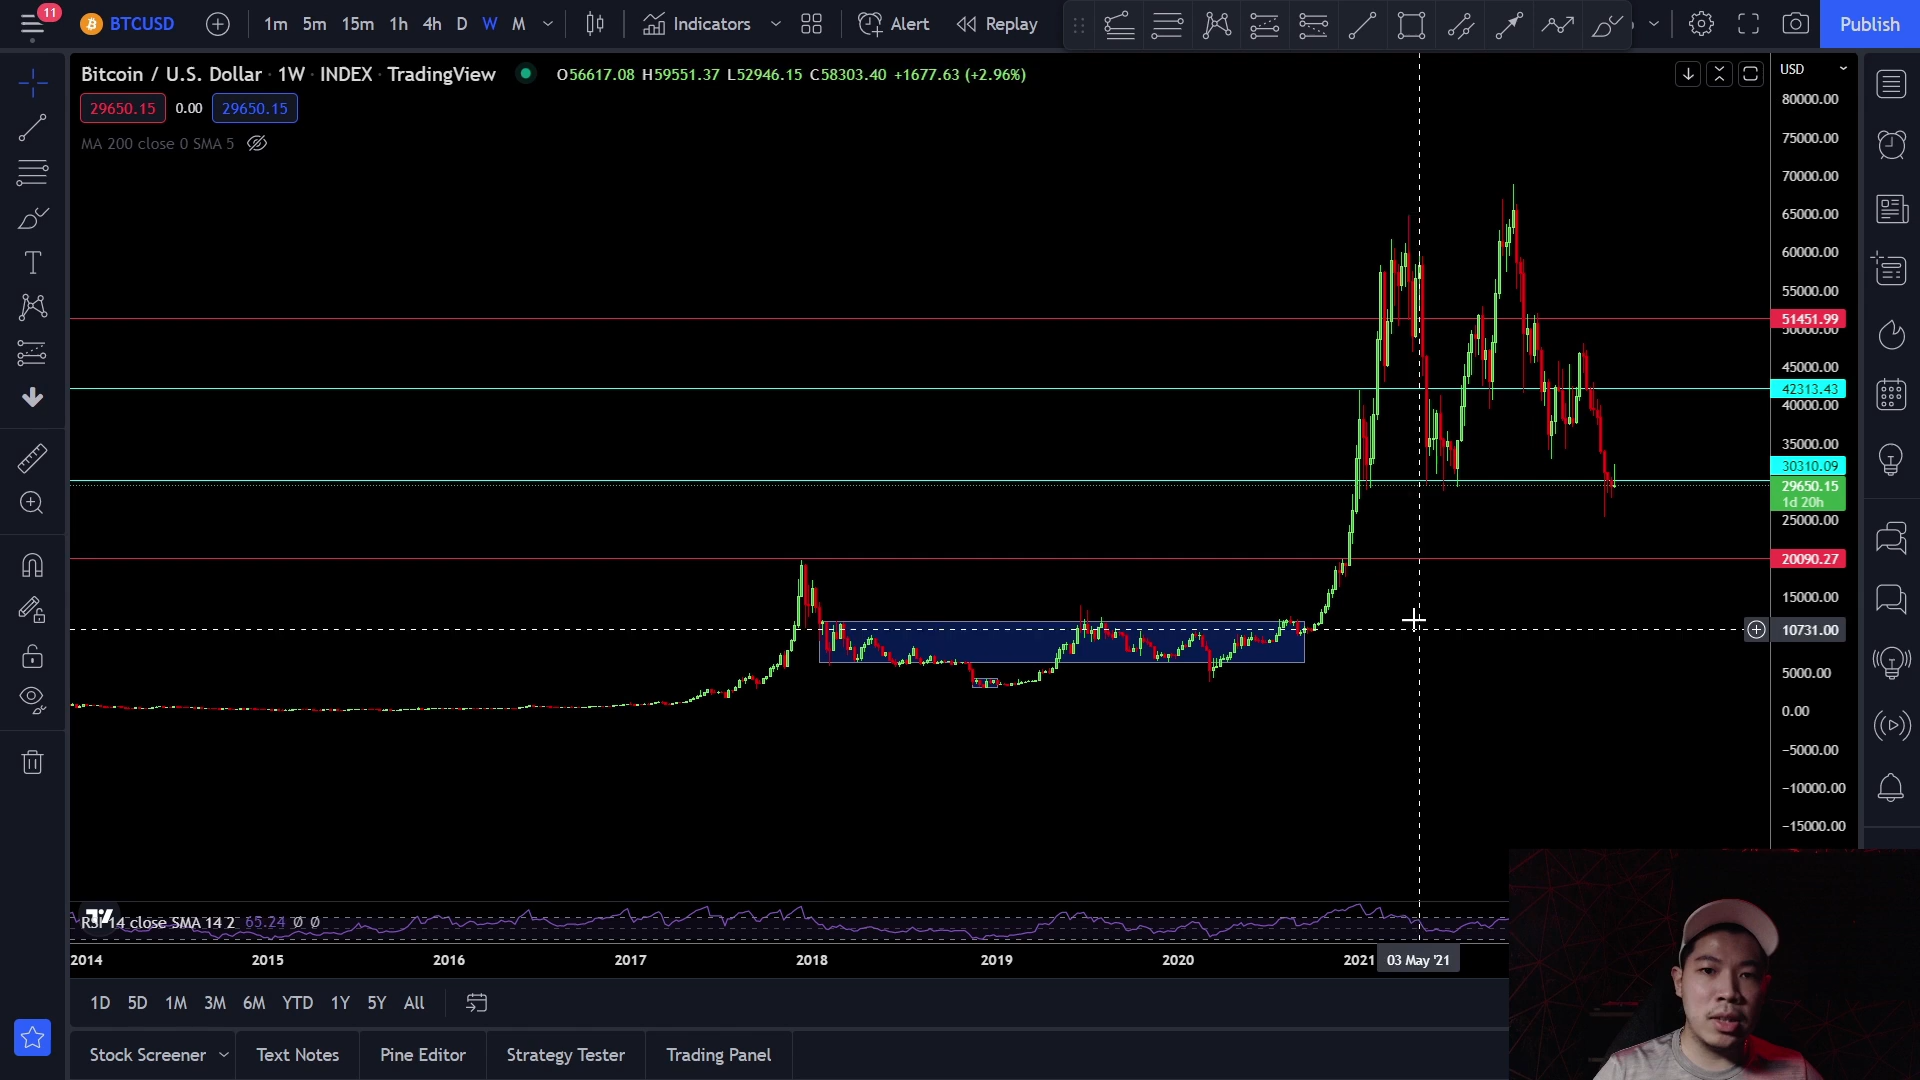 11
BTCUSD 1m 5m 15m 1h 4h D W M Indicators Alert Replay Publish
Bitcoin / U.S. Dollar · 1W · INDEX · TradingView O56617.08 H59551.37 L52946.15 C58303.40 +1677.63 (+2.96%) USD
29650.15 0.00 29650.15
MA 200 close 0 SMA 5
80000.00
75000.00
70000.00
65000.00
60000.00
55000.00
51451.99
50000.00
45000.00
42313.43
40000.00
35000.00
30310.09
29650.15
1d 20h
25000.00
20090.27
15000.00
10731.00
5000.00
0.00
−5000.00
−10000.00
−15000.00
RSI 14 close SMA 14 2 65.24 Ø Ø
2014 2015 2016 2017 2018 2019 2020 2021 03 May '21
1D 5D 1M 3M 6M YTD 1Y 5Y All
Stock Screener Text Notes Pine Editor Strategy Tester Trading Panel